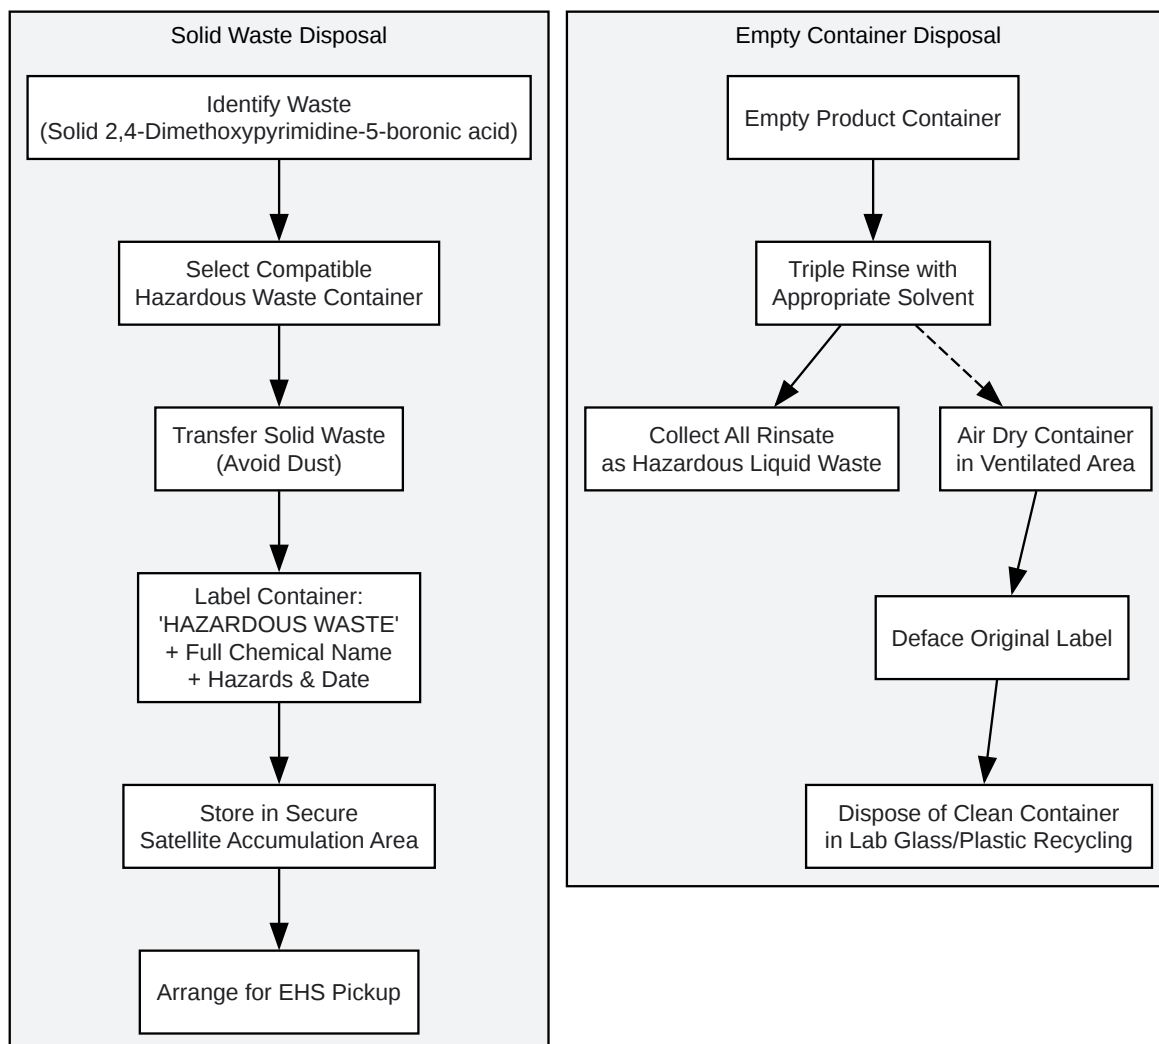 Solid Waste Disposal
Identify Waste
(Solid 2,4-Dimethoxypyrimidine-5-boronic acid)
Select Compatible
Hazardous Waste Container
Transfer Solid Waste
(Avoid Dust)
Label Container:
'HAZARDOUS WASTE'
+ Full Chemical Name
+ Hazards & Date
Store in Secure
Satellite Accumulation Area
Arrange for EHS Pickup
Empty Container Disposal
Empty Product Container
Triple Rinse with
Appropriate Solvent
Collect All Rinsate
as Hazardous Liquid Waste
Air Dry Container
in Ventilated Area
Deface Original Label
Dispose of Clean Container
in Lab Glass/Plastic Recycling